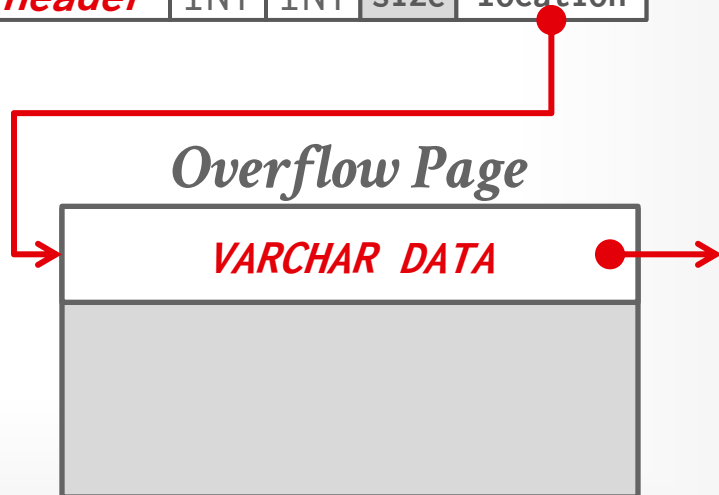 header INT INT size location
Overflow Page
VARCHAR DATA